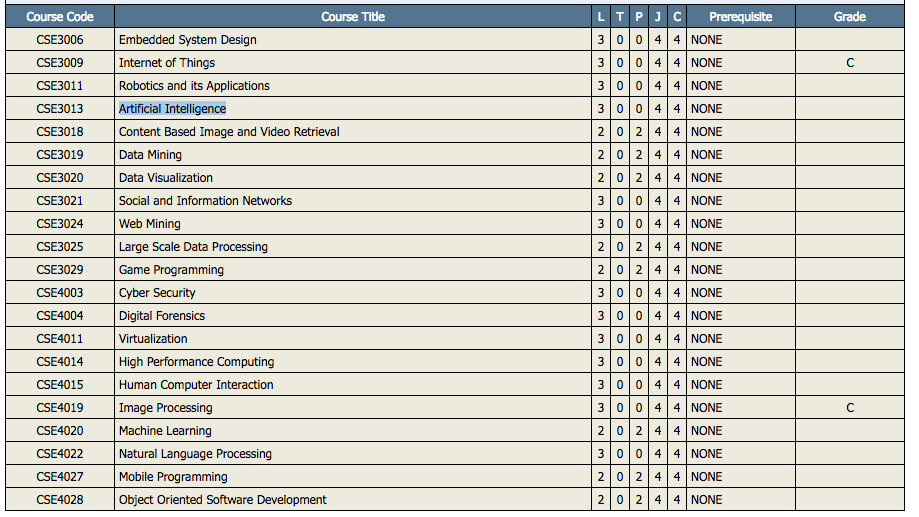 Course Code Course Title L T P J C Prerequisite Grade
CSE3006 Embedded System Design 3 0 0 4 4 NONE
CSE3009 Internet of Things 3 0 0 4 4 NONE C
CSE3011 Robotics and its Applications 3 0 0 4 4 NONE
CSE3013 Artificial Intelligence 3 0 0 4 4 NONE
CSE3018 Content Based Image and Video Retrieval 2 0 2 4 4 NONE
CSE3019 Data Mining 2 0 2 4 4 NONE
CSE3020 Data Visualization 2 0 2 4 4 NONE
CSE3021 Social and Information Networks 3 0 0 4 4 NONE
CSE3024 Web Mining 3 0 0 4 4 NONE
CSE3025 Large Scale Data Processing 2 0 2 4 4 NONE
CSE3029 Game Programming 2 0 2 4 4 NONE
CSE4003 Cyber Security 3 0 0 4 4 NONE
CSE4004 Digital Forensics 3 0 0 4 4 NONE
CSE4011 Virtualization 3 0 0 4 4 NONE
CSE4014 High Performance Computing 3 0 0 4 4 NONE
CSE4015 Human Computer Interaction 3 0 0 4 4 NONE
CSE4019 Image Processing 3 0 0 4 4 NONE C
CSE4020 Machine Learning 2 0 2 4 4 NONE
CSE4022 Natural Language Processing 3 0 0 4 4 NONE
CSE4027 Mobile Programming 2 0 2 4 4 NONE
CSE4028 Object Oriented Software Development 2 0 2 4 4 NONE